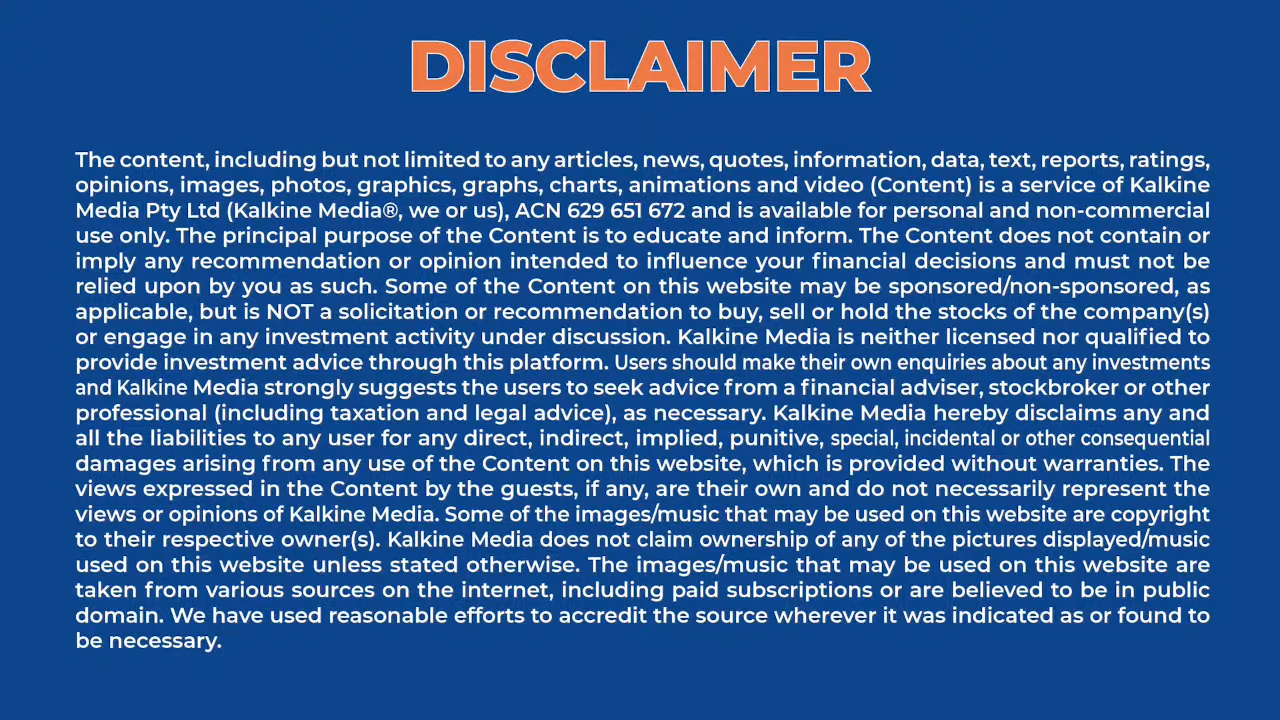 DISCLAIMER
The content, including but not limited to any articles, news, quotes, information, data, text, reports, ratings,
opinions, images, photos, graphics, graphs, charts, animations and video (Content) is a service of Kalkine
Media Pty Ltd (Kalkine Media®, we or us), ACN 629 651 672 and is available for personal and non-commercial
use only. The principal purpose of the Content is to educate and inform. The Content does not contain or
imply any recommendation or opinion intended to influence your financial decisions and must not be
relied upon by you as such. Some of the Content on this website may be sponsored/non-sponsored, as
applicable, but is NOT a solicitation or recommendation to buy, sell or hold the stocks of the company(s)
or engage in any investment activity under discussion. Kalkine Media is neither licensed nor qualified to
provide investment advice through this platform. Users should make their own enquiries about any investments
and Kalkine Media strongly suggests the users to seek advice from a financial adviser, stockbroker or other
professional (including taxation and legal advice), as necessary. Kalkine Media hereby disclaims any and
all the liabilities to any user for any direct, indirect, implied, punitive, special, incidental or other consequential
damages arising from any use of the Content on this website, which is provided without warranties. The
views expressed in the Content by the guests, if any, are their own and do not necessarily represent the
views or opinions of Kalkine Media. Some of the images/music that may be used on this website are copyright
to their respective owner(s). Kalkine Media does not claim ownership of any of the pictures displayed/music
used on this website unless stated otherwise. The images/music that may be used on this website are
taken from various sources on the internet, including paid subscriptions or are believed to be in public
domain. We have used reasonable efforts to accredit the source wherever it was indicated as or found to
be necessary.